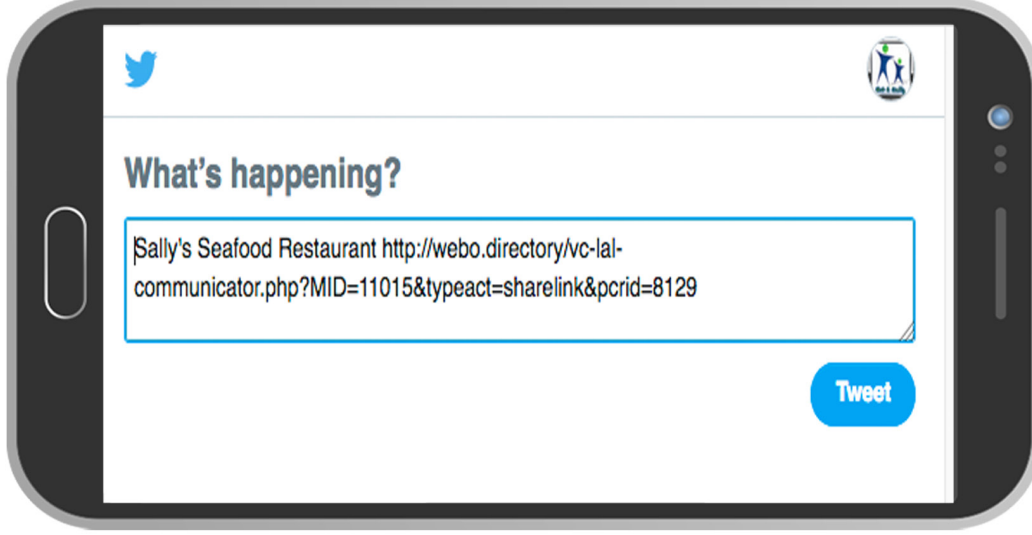 What's happening?
Sally's Seafood Restaurant http://webo.directory/vc-lal-
communicator.php?MID=11015&typeact=sharelink&pcrid=8129
Tweet